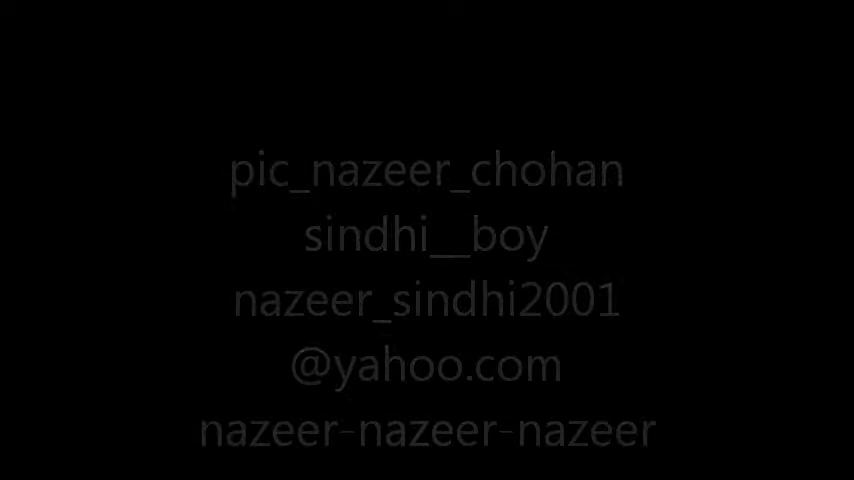 pic_nazeer_chohan
sindhi__boy
nazeer_sindhi2001
@yahoo.com
nazeer-nazeer-nazeer